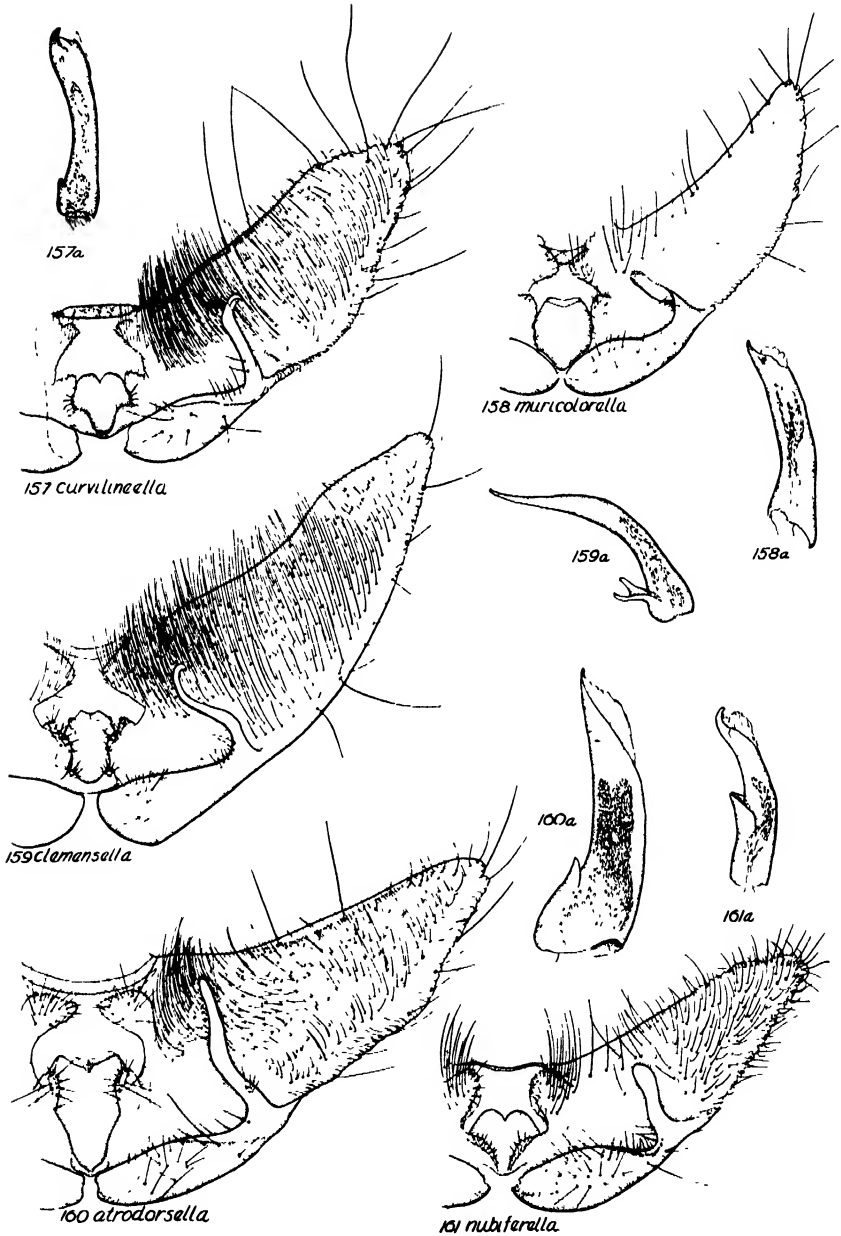 157a
157 curvilineella
158 muricolorella
158a
159a
159 clemensella
160a
161a
160 atrodorsella
161 nubiferella